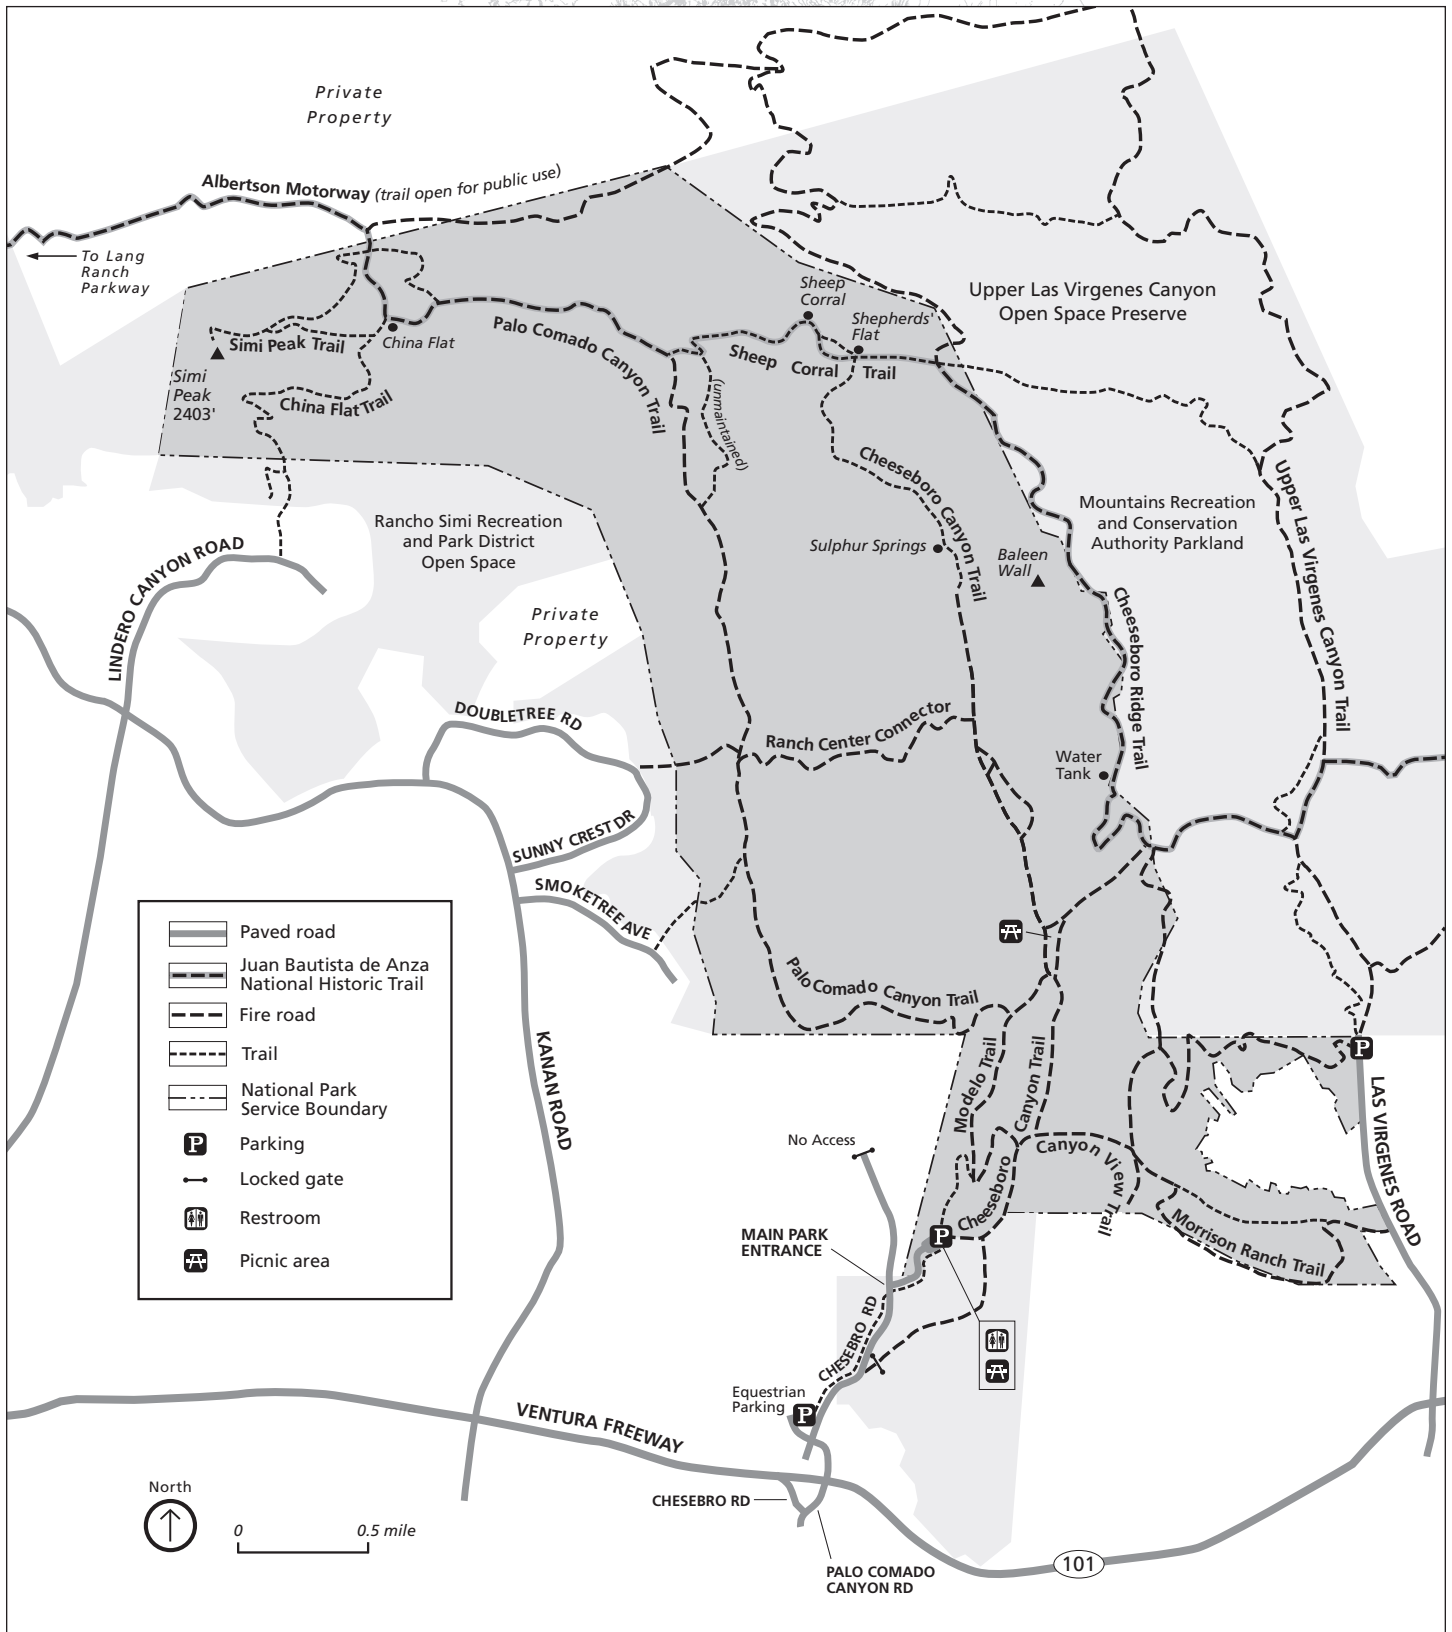 Private
Property
Albertson Motorway (trail open for public use)
To Lang
Ranch
Parkway
Simi Peak Trail
China Flat
Simi
Peak
2403'
China Flat Trail
Palo Comado Canyon Trail
Sheep
Corral
Shepherds'
Flat
Sheep Corral Trail
(unmaintained)
Upper Las Virgenes Canyon
Open Space Preserve
Cheeseboro Canyon Trail
Sulphur Springs
Baleen
Wall
Mountains Recreation
and Conservation
Authority Parkland
Upper Las Virgenes Canyon Trail
Rancho Simi Recreation
and Park District
Open Space
LINDERO CANYON ROAD
Private
Property
Cheeseboro Ridge Trail
DOUBLETREE RD
Ranch Center Connector
Water
Tank
SUNNY CREST DR
SMOKETREE AVE
Palo Comado Canyon Trail
Paved road
Juan Bautista de Anza
National Historic Trail
Fire road
Trail
National Park
Service Boundary
P
Parking
Locked gate
Restroom
Picnic area
KANAN ROAD
Modelo Trail
Cheeseboro Canyon Trail
Canyon View Trail
Morrison Ranch Trail
P
LAS VIRGENES ROAD
No Access
P
MAIN PARK
ENTRANCE
CHESEBRO RD
Equestrian
Parking
P
VENTURA FREEWAY
CHESEBRO RD
PALO COMADO
CANYON RD
101
North
0 0.5 mile